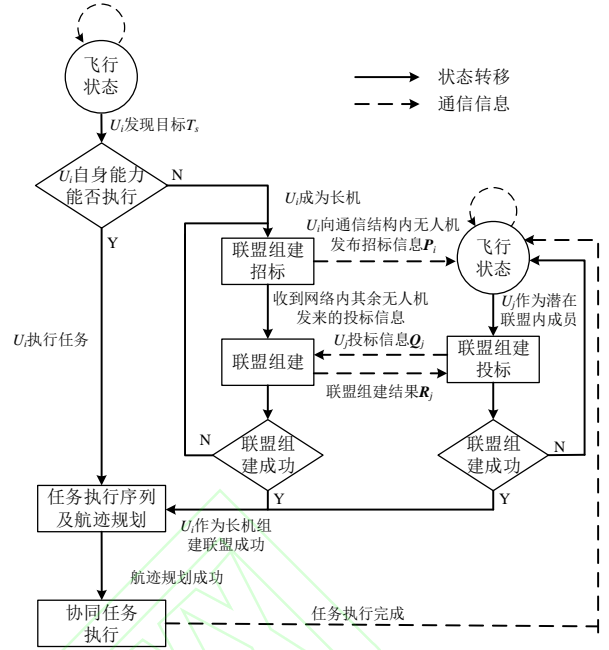 飞行
状态
状态转移
通信信息
Ui发现目标Ts
Ui自身能力
能否执行
N
Y
Ui成为长机
Ui向通信结构内无人机
发布招标信息Pi
联盟组建
招标
飞行
状态
收到网络内其余无人机
发来的投标信息
Uj作为潜在
联盟内成员
Ui执行任务
Uj投标信息Qj
联盟组建
联盟组建
投标
联盟组建结果Rj
N
联盟组
建成功
联盟组
建成功
N
Y
Y
任务执行序列
及航迹规划
Ui作为长机组
建联盟成功
航迹规划成功
协同任务
执行
任务执行完成